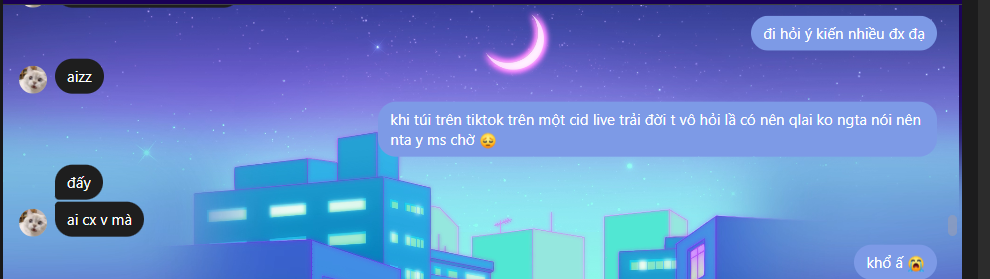 đi hỏi ý kiến nhiều đx đạ
aizz
khi túi trên tiktok trên một cid live trải đời t vô hỏi lầ có nên qlai ko ngta nói nên
nta y ms chờ 😔
đấy
ai cx v mà
khổ ấ 😭